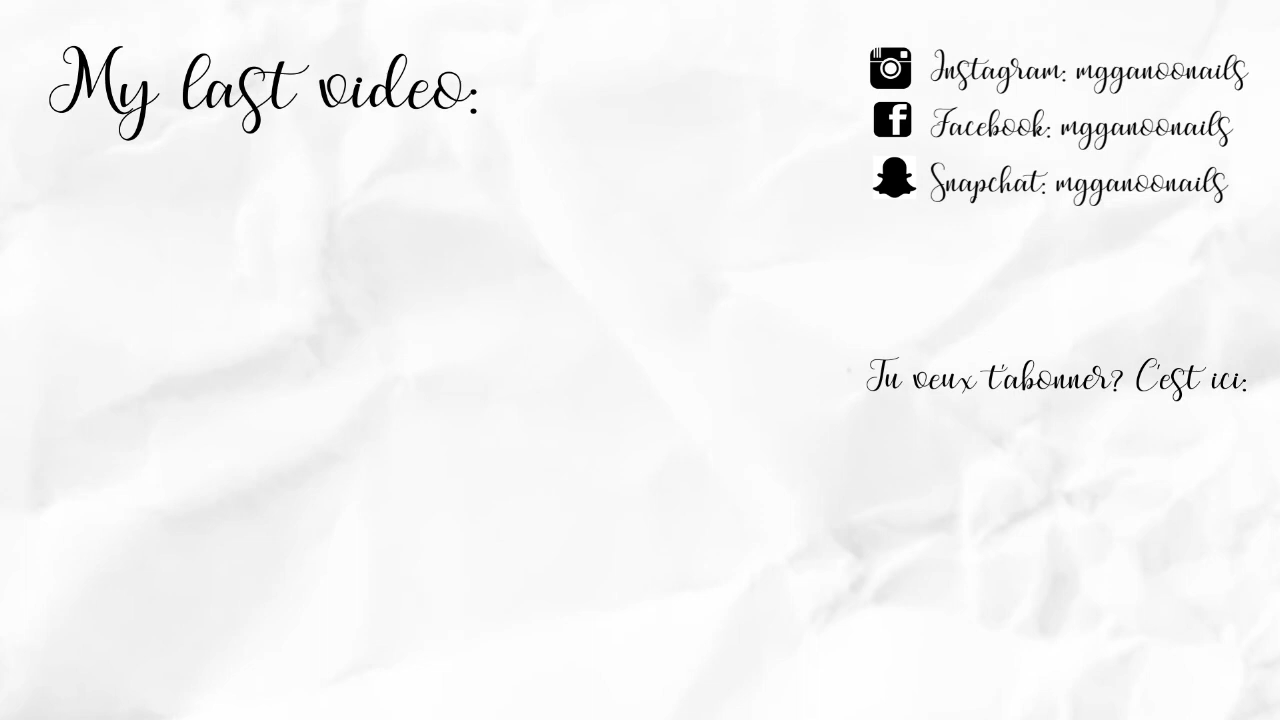 My last video:
Instagram: mgganoonails
Facebook: mgganoonails
Snapchat: mgganoonails
Tu veux t'abonner? C'est ici: